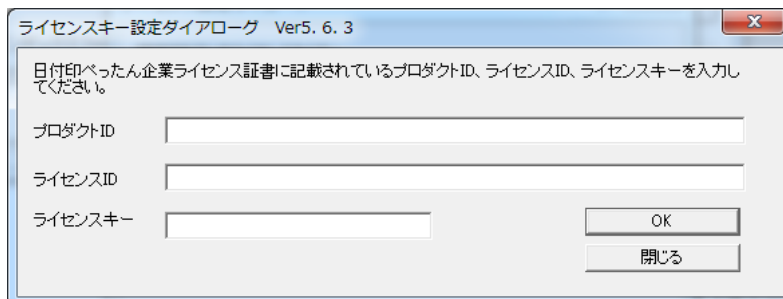 ライセンスキー設定ダイアローグ Ver5. 6. 3
日付印ぺったん企業ライセンス証書に記載されているプロダクトID、ライセンスID、ライセンスキーを入力し
てください。
プロダクトID
ライセンスID
ライセンスキー
OK
閉じる